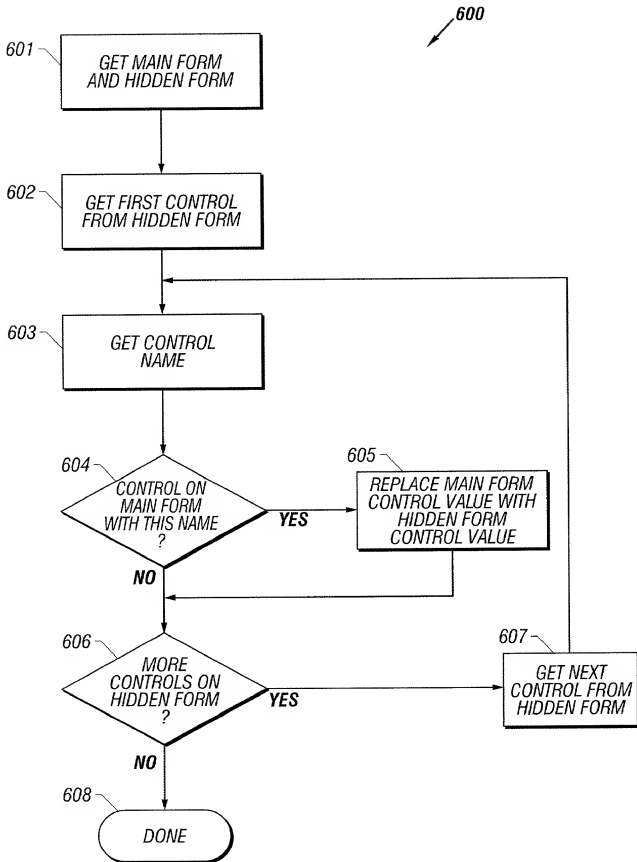 600
601
GET MAIN FORM
AND HIDDEN FORM
602
GET FIRST CONTROL
FROM HIDDEN FORM
603
GET CONTROL
NAME
604
CONTROL ON
MAIN FORM
WITH THIS NAME
?
YES
NO
605
REPLACE MAIN FORM
CONTROL VALUE WITH
HIDDEN FORM
CONTROL VALUE
606
MORE
CONTROLS ON
HIDDEN FORM
?
YES
NO
607
GET NEXT
CONTROL FROM
HIDDEN FORM
608
DONE